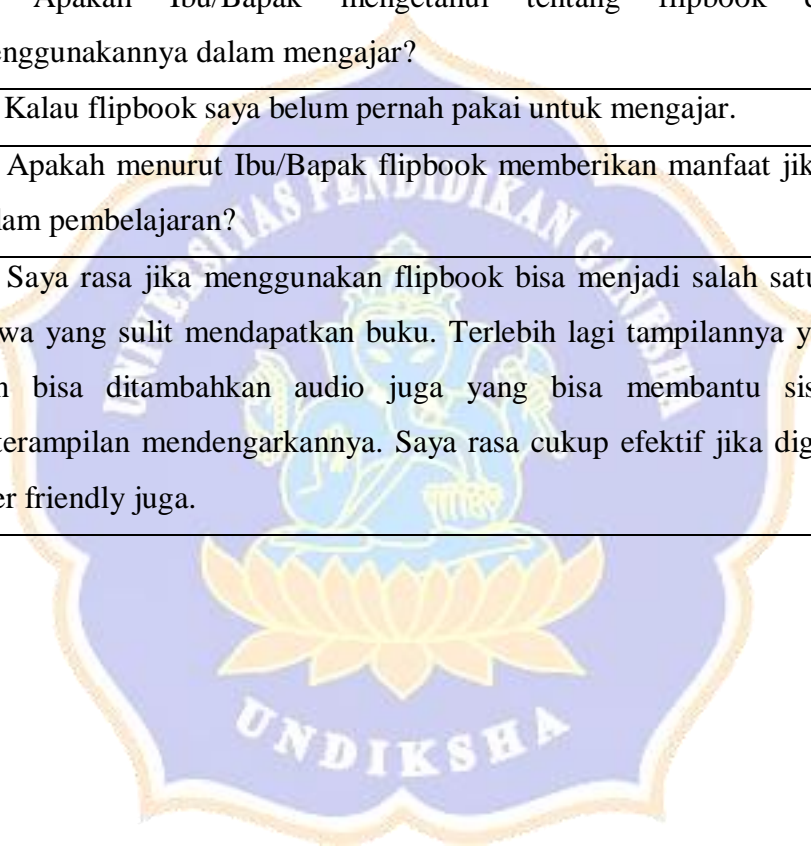 Apakah Ibu/Bapak mengetahui tentang flipbook d
enggunakannya dalam mengajar?
Kalau flipbook saya belum pernah pakai untuk mengajar.
Apakah menurut Ibu/Bapak flipbook memberikan manfaat jik
lam pembelajaran?
Saya rasa jika menggunakan flipbook bisa menjadi salah satu
wa yang sulit mendapatkan buku. Terlebih lagi tampilannya y
n bisa ditambahkan audio juga yang bisa membantu sis
terampilan mendengarkannya. Saya rasa cukup efektif jika dig
er friendly juga.
UNIVERSITAS PENDIDIKAN GANESHA
UNDIKSHA